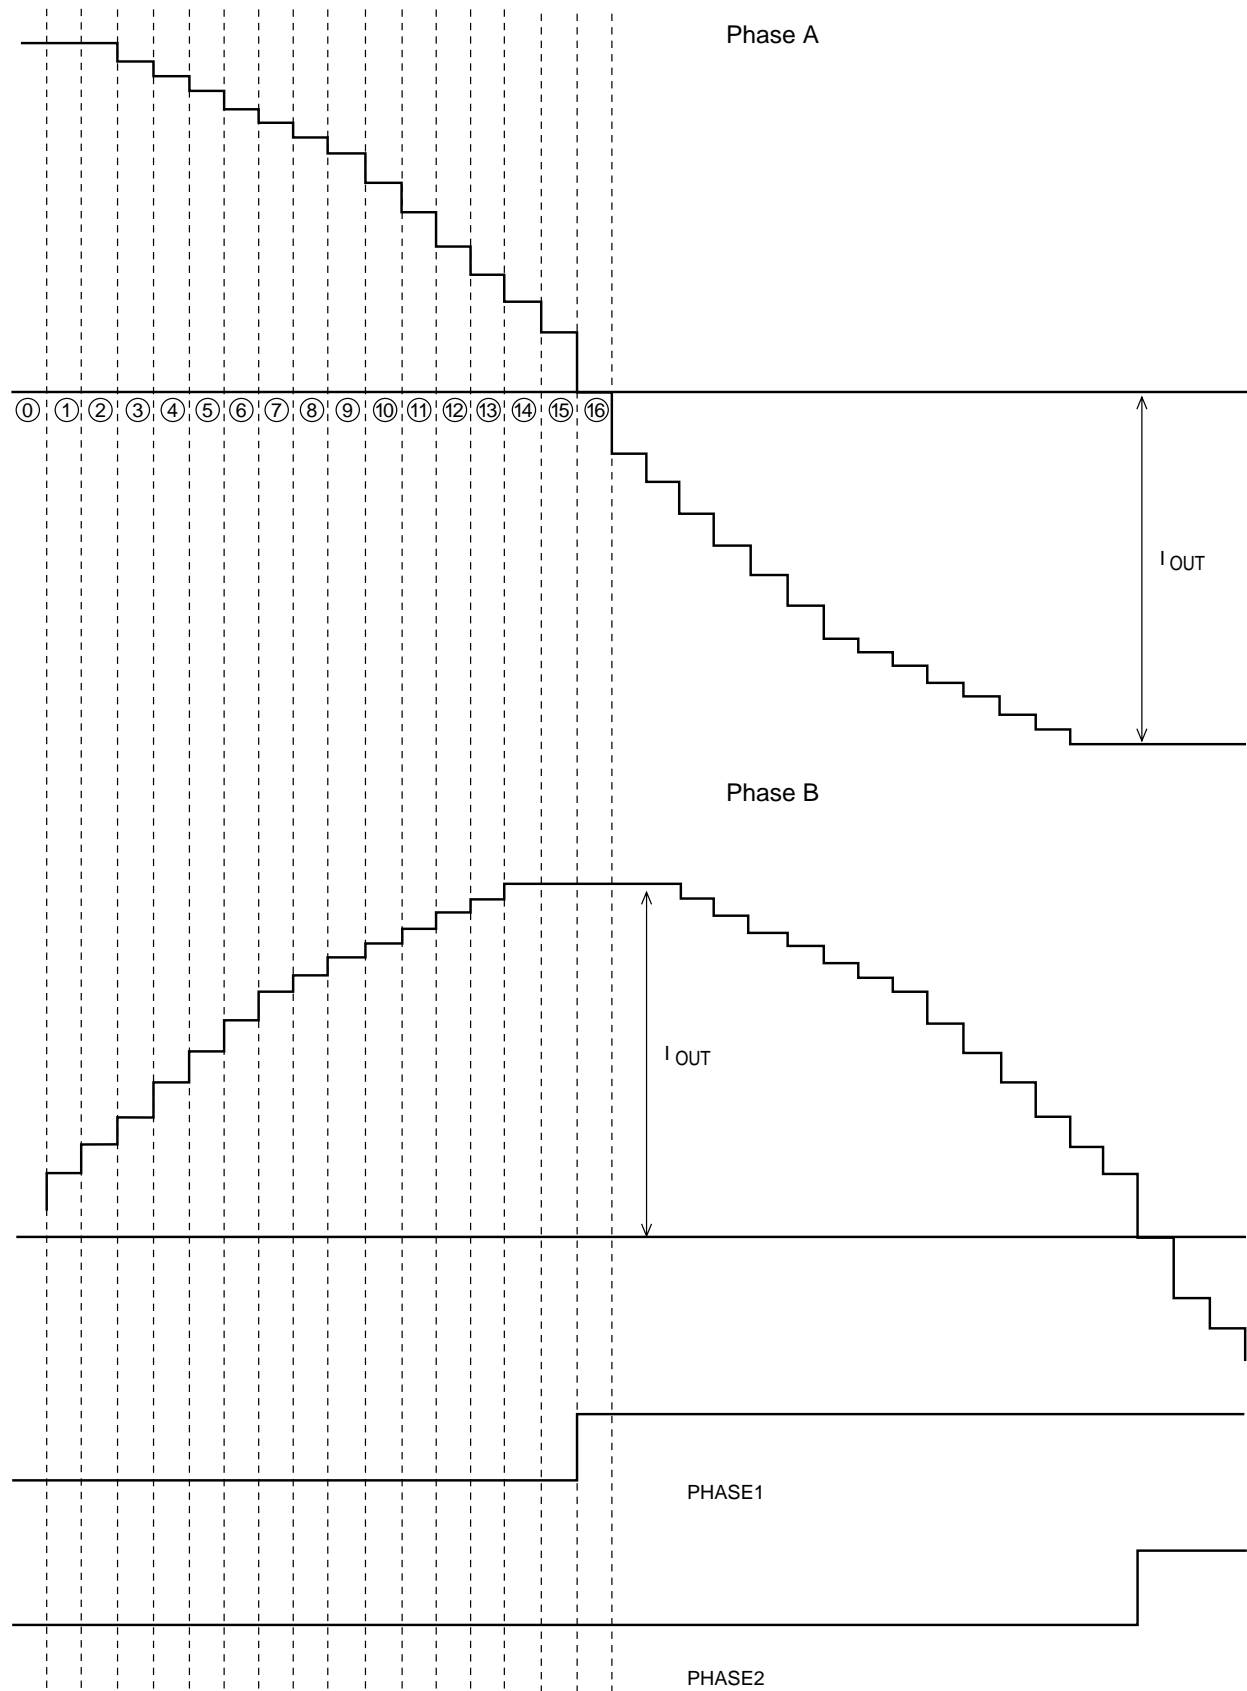 Phase A
⓪ ① ② ③ ④ ⑤ ⑥ ⑦ ⑧ ⑨ ⑩ ⑪ ⑫ ⑬ ⑭ ⑮ ⑯
I OUT
Phase B
I OUT
PHASE1
PHASE2